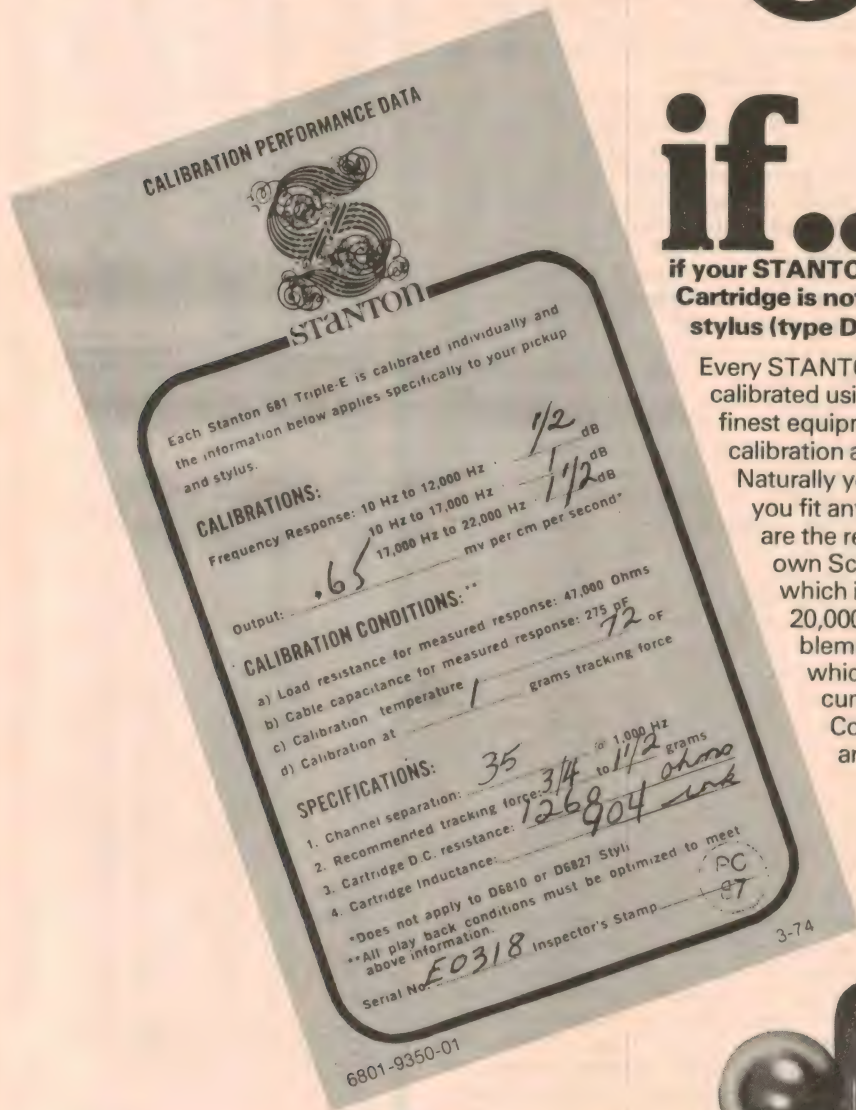 CALIBRATION PERFORMANCE DATA
STANTON
Each Stanton 681 Triple-E is calibrated individually and
the information below applies specifically to your pickup
and stylus.
CALIBRATIONS:
Frequency Response: 10 Hz to 12,000 Hz 1/2 dB
10 Hz to 17,000 Hz 1 dB
17,000 Hz to 22,000 Hz 1 1/2 dB
Output: .65 mv per cm per second*
CALIBRATION CONDITIONS:**
a) Load resistance for measured response: 47,000 Ohms
b) Cable capacitance for measured response: 275 pF
c) Calibration temperature 72 oF
d) Calibration at 1 grams tracking force
SPECIFICATIONS:
1. Channel separation: 35 @ 1,000 Hz
2. Recommended tracking force: 3/4 to 1 1/2 grams
3. Cartridge D.C. resistance: 1268 ohms
4. Cartridge Inductance: 904
*Does not apply to D6810 or D6827 Styli
**All play back conditions must be optimized to meet
above information.
Serial No. E0318 Inspector's Stamp PC
97
3-74
6801-9350-01
if..
if your STANTO
Cartridge is not
stylus (type D
Every STANTO
calibrated usi
finest equipr
calibration a
Naturally y
you fit an
are the re
own Sc
which i
20,000
blem
whic
cur
Co
ar